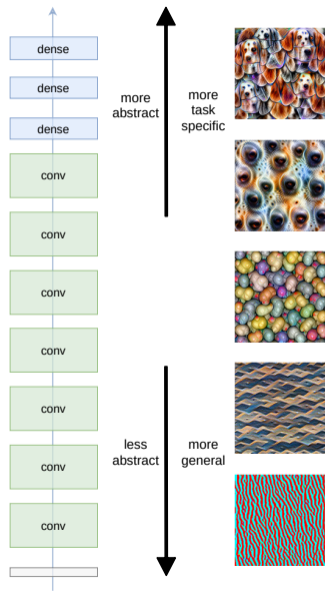 dense
dense
dense
conv
conv
conv
conv
conv
conv
conv
more
abstract
more
task
specific
less
abstract
more
general